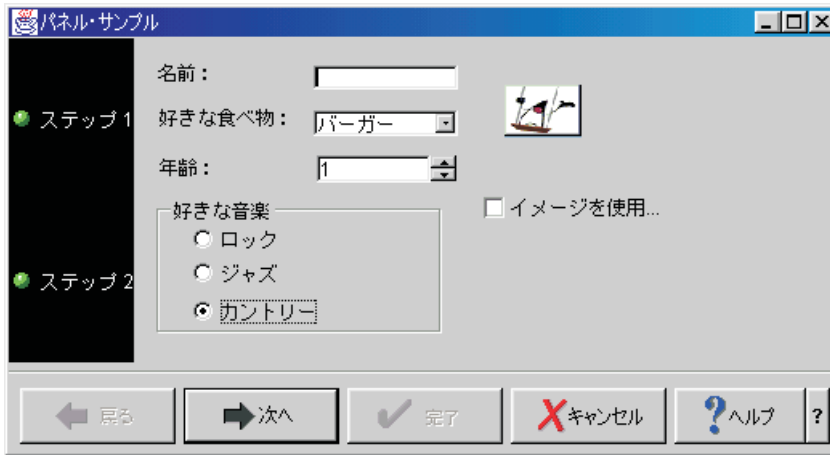 パネル・サンプル
ステップ 1
ステップ 2
名前：
好きな食べ物：
バーガー
年齢：
1
好きな音楽
ロック
ジャズ
カントリー
イメージを使用...
戻る
次へ
完了
キャンセル
ヘルプ
?